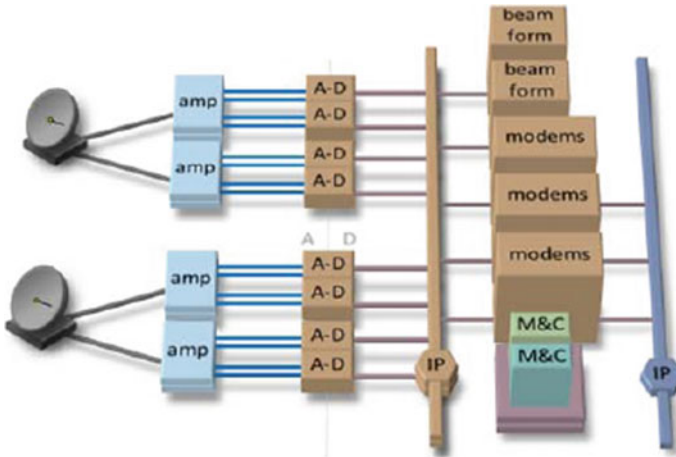 beam
form
beam
form
amp
A-D
A-D
modems
amp
A-D
A-D
modems
A D
amp
A-D
A-D
modems
amp
A-D
A-D
M&C
M&C
IP
IP